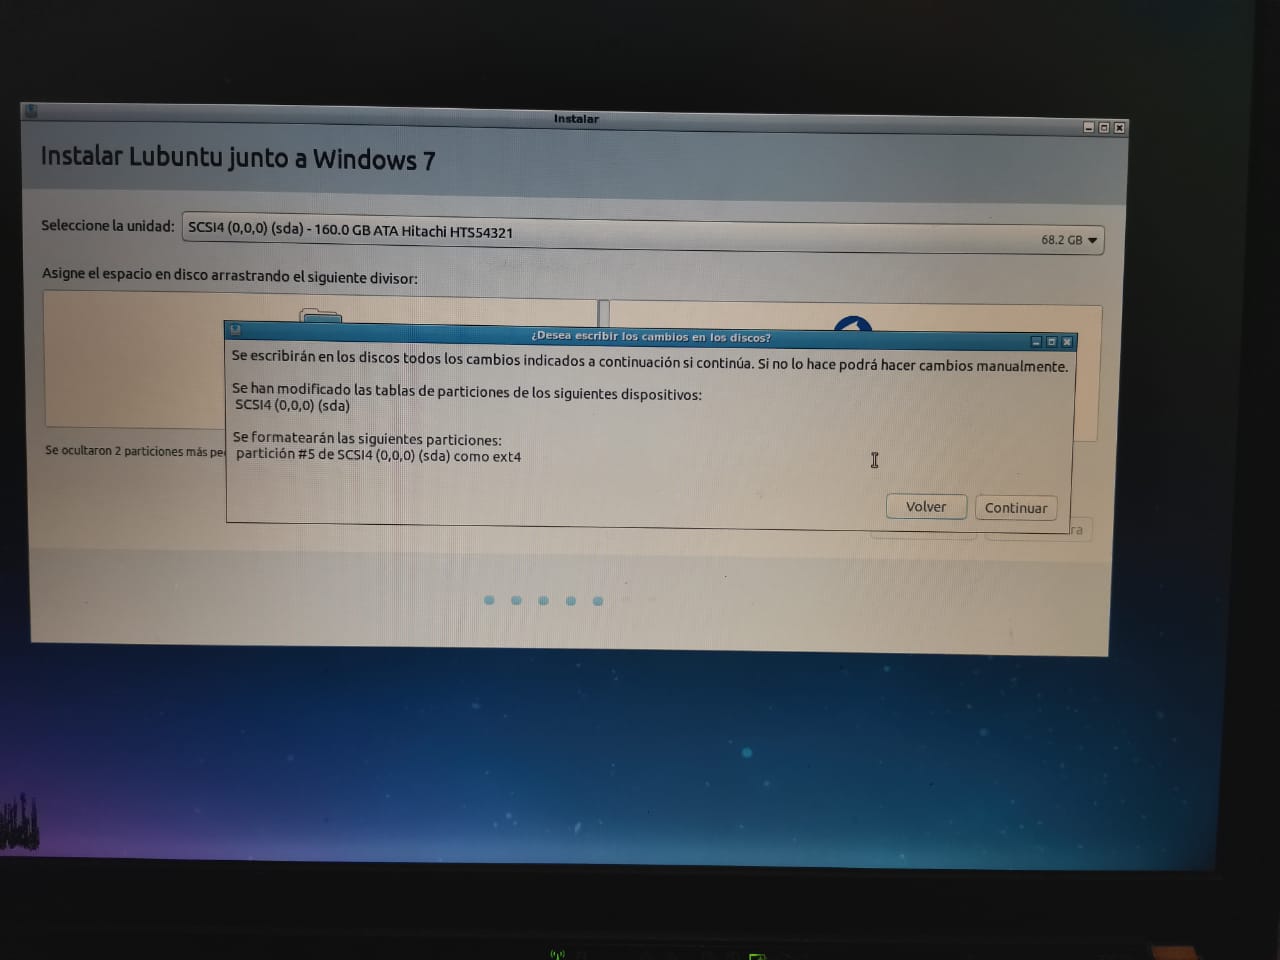 Instalar
Instalar Lubuntu junto a Windows 7
Seleccione la unidad: SCSI4 (0,0,0) (sda) - 160.0 GB ATA Hitachi HTS54321 68.2 GB
Asigne el espacio en disco arrastrando el siguiente divisor:
¿Desea escribir los cambios en los discos?
Se escribirán en los discos todos los cambios indicados a continuación si continúa. Si no lo hace podrá hacer cambios manualmente.
Se han modificado las tablas de particiones de los siguientes dispositivos:
SCSI4 (0,0,0) (sda)
Se formatearán las siguientes particiones:
partición #5 de SCSI4 (0,0,0) (sda) como ext4
Se ocultaron 2 particiones más
Volver Continuar